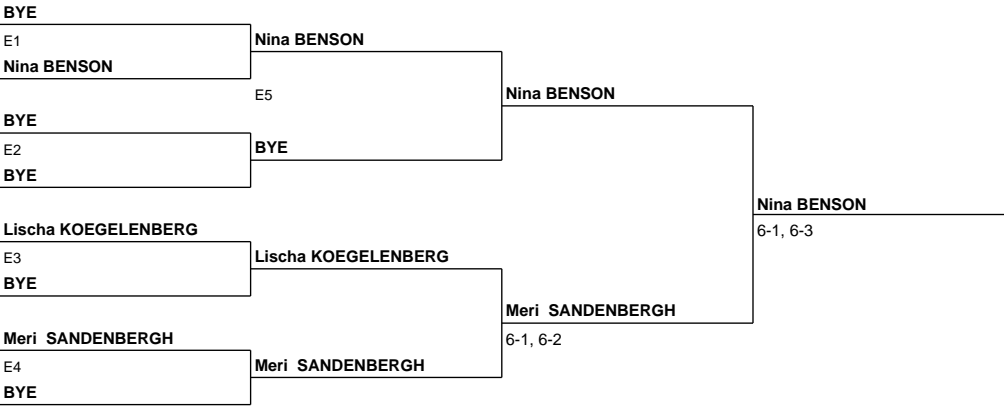 BYE
E1
Nina BENSON
BYE
E2
BYE
Lischa KOEGELENBERG
E3
BYE
Meri SANDENBERGH
E4
BYE
Nina BENSON
E5
BYE
Lischa KOEGELENBERG
Meri SANDENBERGH
Nina BENSON
Meri SANDENBERGH
6-1, 6-2
Nina BENSON
6-1, 6-3